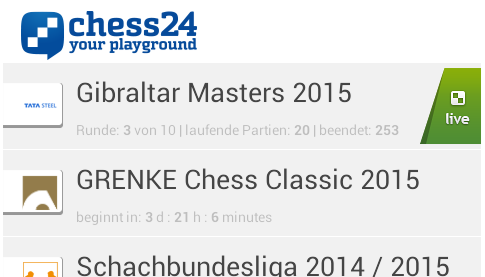 chess24
your playground
TATA STEEL
Gibraltar Masters 2015
Runde: 3 von 10 | laufende Partien: 20 | beendet: 253
live
GRENKE Chess Classic 2015
beginnt in: 3 d : 21 h : 6 minutes
Schachbundesliga 2014 / 2015